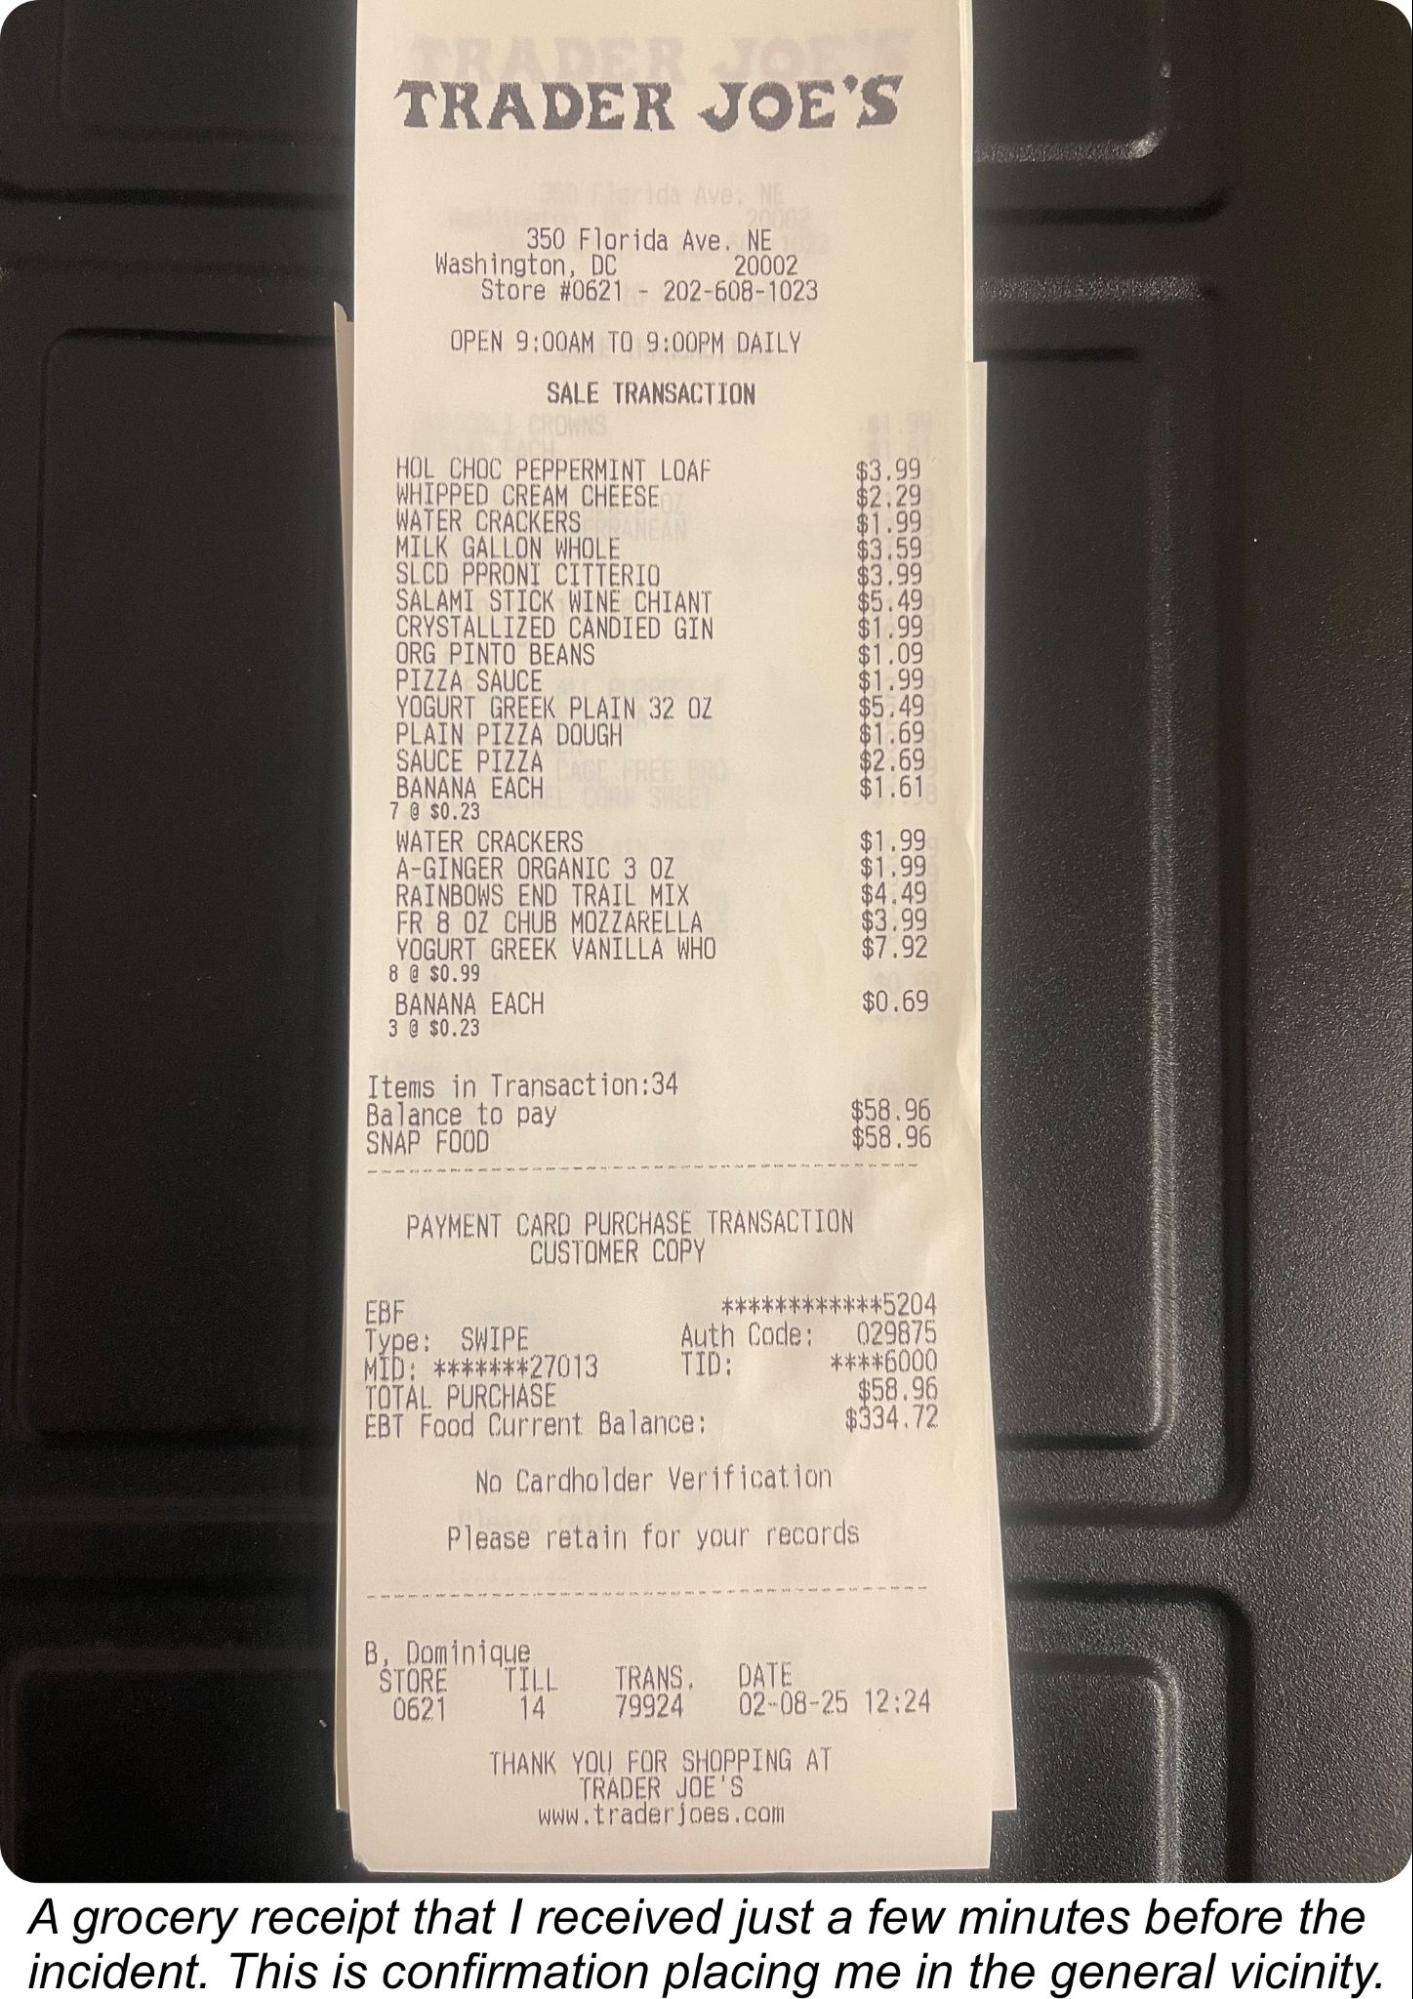 TRADER JOE'S
350 Florida Ave. NE
Washington, DC 20002
Store #0621 - 202-608-1023
OPEN 9:00AM TO 9:00PM DAILY
SALE TRANSACTION
HOL CHOC PEPPERMINT LOAF $3.99
WHIPPED CREAM CHEESE $2.29
WATER CRACKERS $1.99
MILK GALLON WHOLE $3.59
SLCD PPRONI CITTERIO $3.99
SALAMI STICK WINE CHIANT $5.49
CRYSTALLIZED CANDIED GIN $1.99
ORG PINTO BEANS $1.09
PIZZA SAUCE $1.99
YOGURT GREEK PLAIN 32 OZ $5.49
PLAIN PIZZA DOUGH $1.69
SAUCE PIZZA $2.69
BANANA EACH $1.61
7 @ $0.23
WATER CRACKERS $1.99
A-GINGER ORGANIC 3 OZ $1.99
RAINBOWS END TRAIL MIX $4.49
FR 8 OZ CHUB MOZZARELLA $3.99
YOGURT GREEK VANILLA WHO $7.92
8 @ $0.99
BANANA EACH $0.69
3 @ $0.23
Items in Transaction:34
Balance to pay $58.96
SNAP FOOD $58.96
PAYMENT CARD PURCHASE TRANSACTION
CUSTOMER COPY
EBF ************5204
Type: SWIPE Auth Code: 029875
MID: *******27013 TID: ****6000
TOTAL PURCHASE $58.96
EBT Food Current Balance: $334.72
No Cardholder Verification
Please retain for your records
B, Dominique
STORE TILL TRANS. DATE
0621 14 79924 02-08-25 12:24
THANK YOU FOR SHOPPING AT
TRADER JOE'S
www.traderjoes.com
A grocery receipt that I received just a few minutes before the
incident. This is confirmation placing me in the general vicinity.